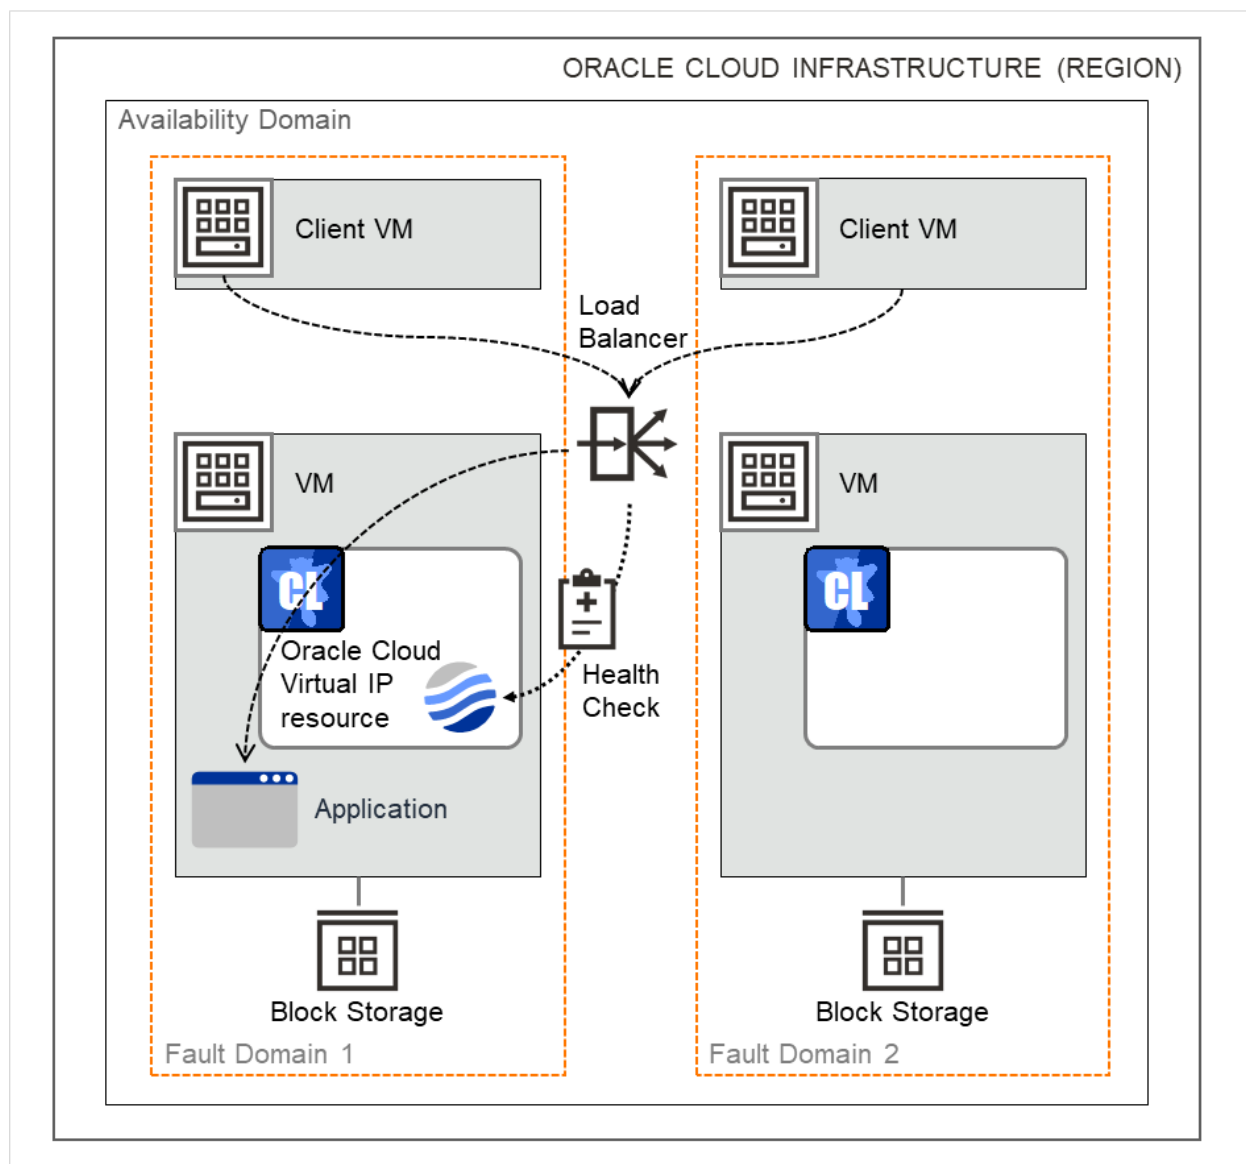 ORACLE CLOUD INFRASTRUCTURE (REGION)
Availability Domain
Client VM
Client VM
Load
Balancer
VM
VM
CL
CL
Oracle Cloud
Virtual IP
resource
Health
Check
Application
Block Storage
Block Storage
Fault Domain 1
Fault Domain 2